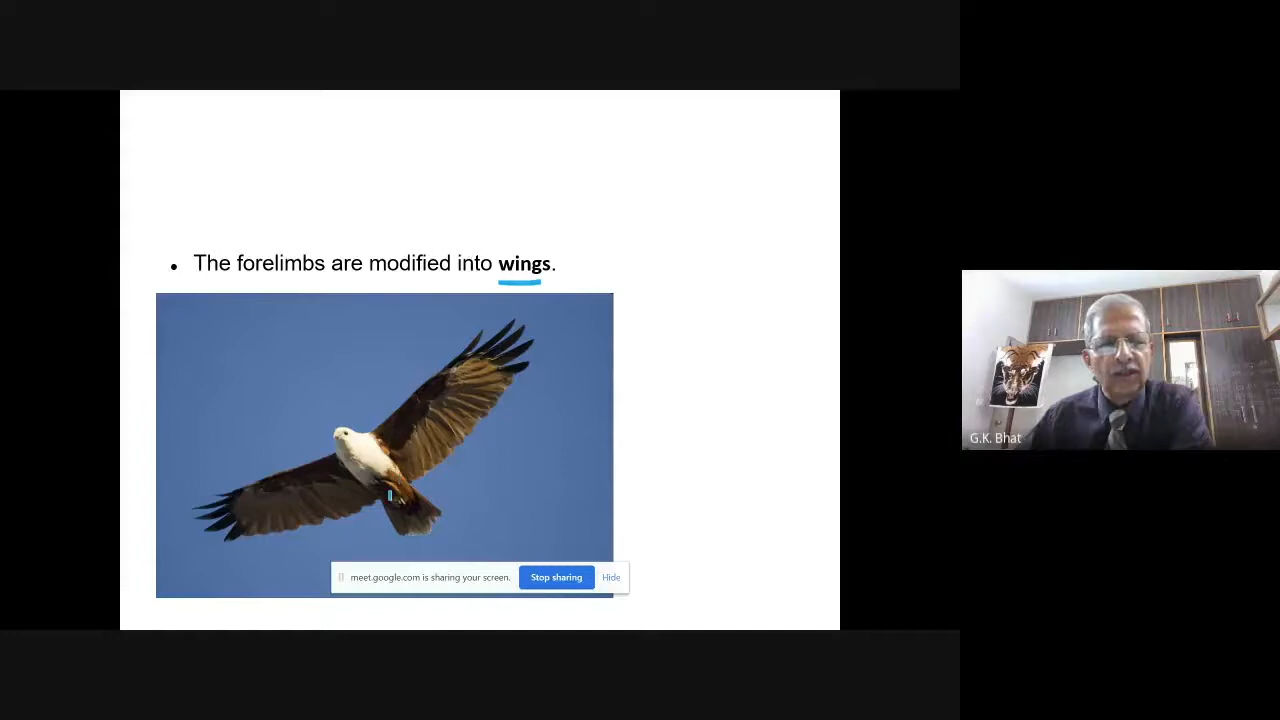 • The forelimbs are modified into wings.
meet.google.com is sharing your screen. Stop sharing Hide
G.K. Bhat